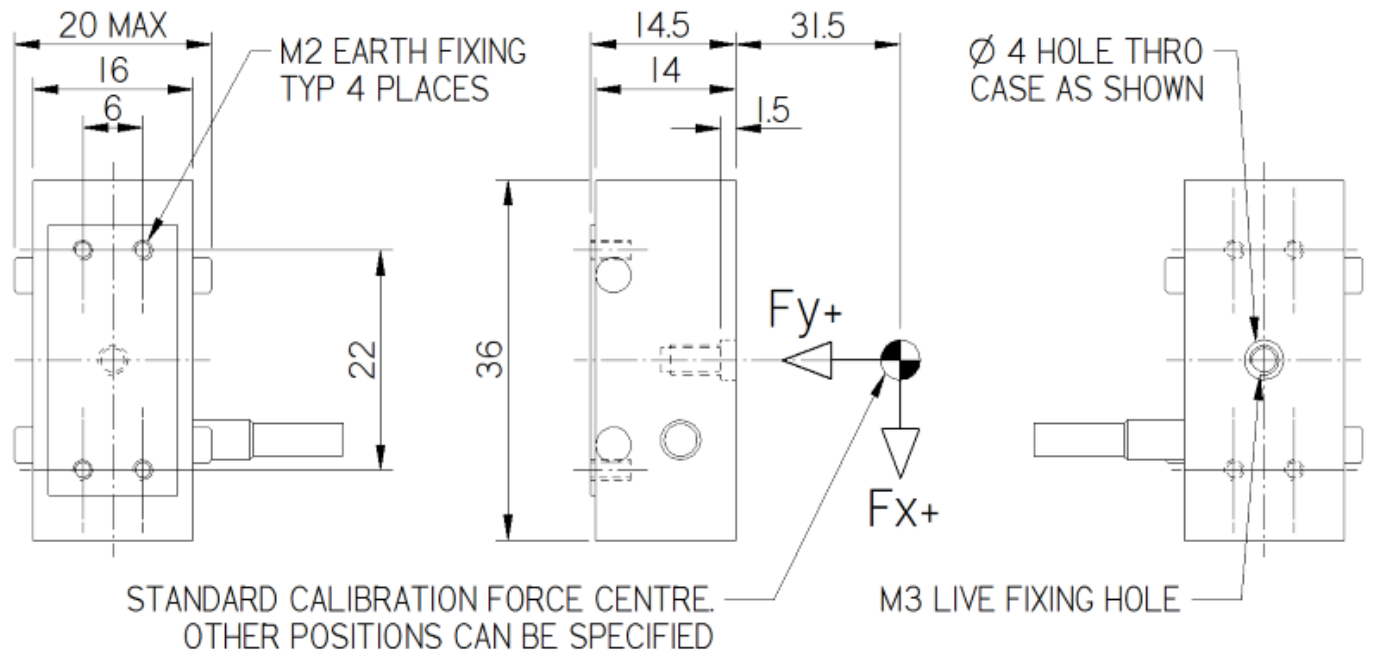 20 MAX
16
6
M2 EARTH FIXING
TYP 4 PLACES
22
14.5
31.5
14
1.5
36
Fy+
Fx+
Ø 4 HOLE THRO
CASE AS SHOWN
STANDARD CALIBRATION FORCE CENTRE.
OTHER POSITIONS CAN BE SPECIFIED
M3 LIVE FIXING HOLE